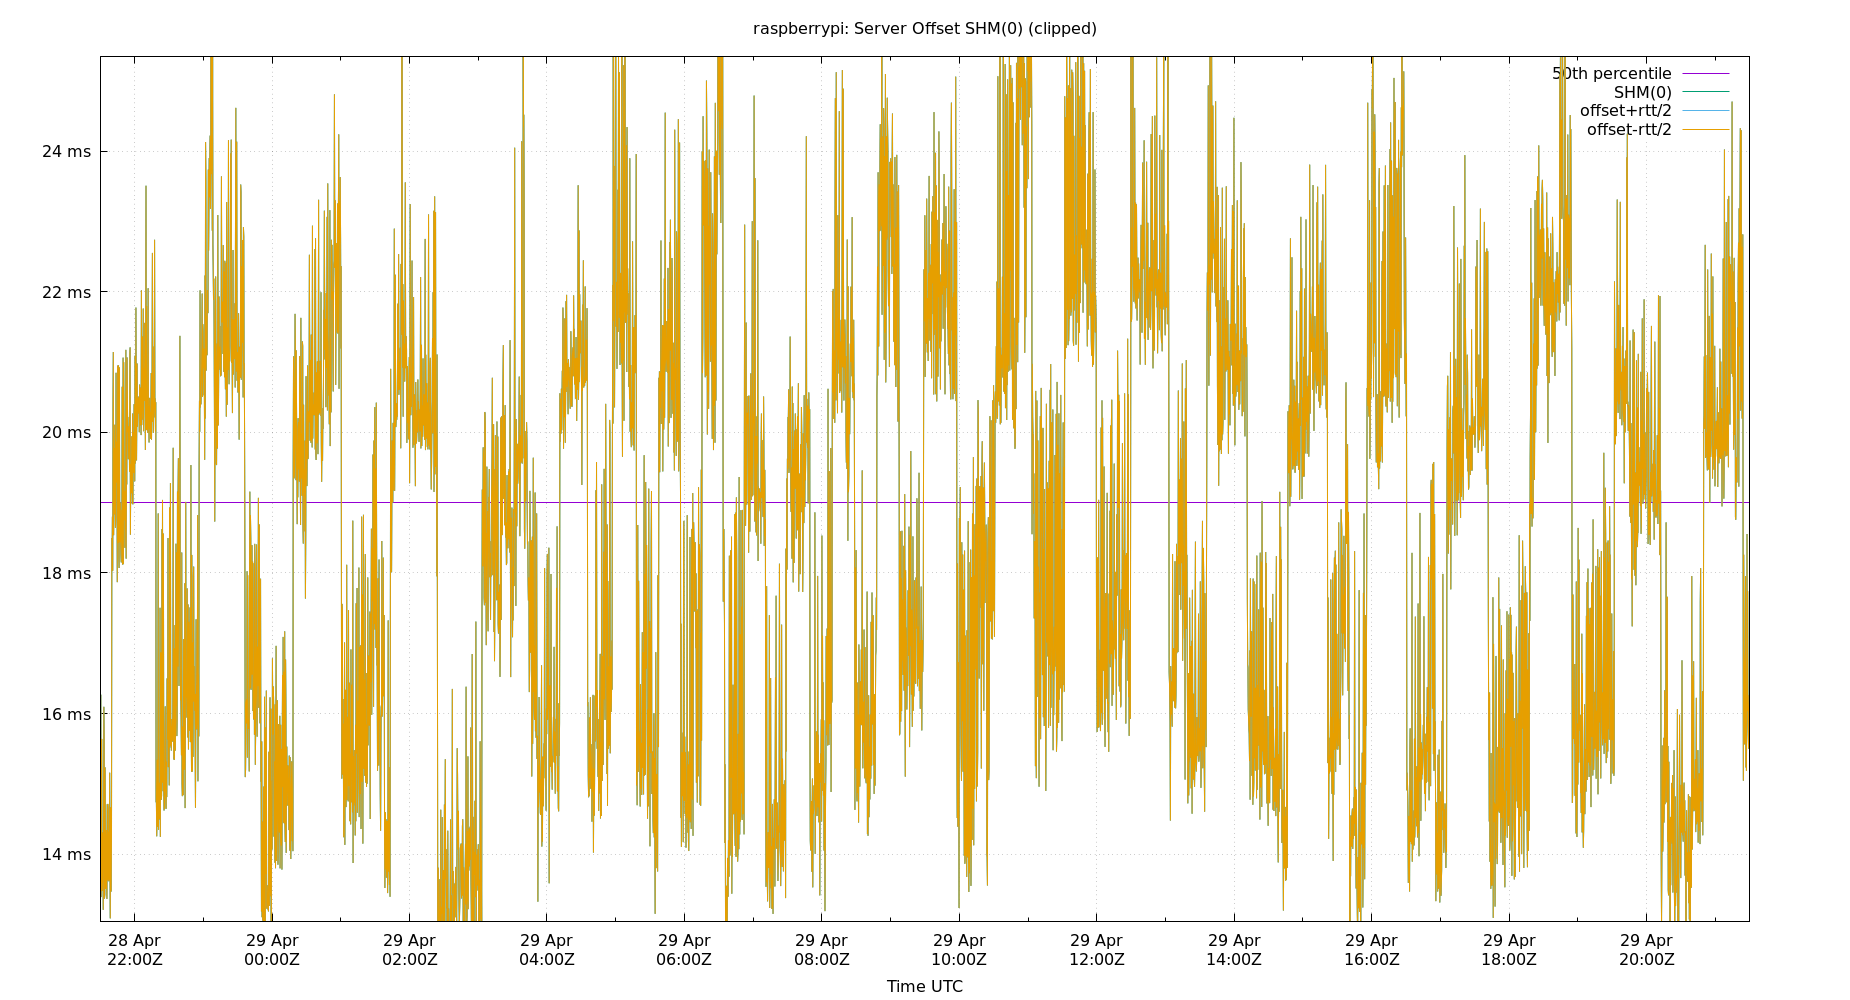 raspberrypi: Server Offset SHM(0) (clipped)
50th percentile
SHM(0)
offset+rtt/2
offset-rtt/2
24 ms
22 ms
20 ms
18 ms
16 ms
14 ms
28 Apr 29 Apr 29 Apr 29 Apr 29 Apr 29 Apr 29 Apr 29 Apr 29 Apr 29 Apr 29 Apr 29 Apr
22:00Z 00:00Z 02:00Z 04:00Z 06:00Z 08:00Z 10:00Z 12:00Z 14:00Z 16:00Z 18:00Z 20:00Z
Time UTC